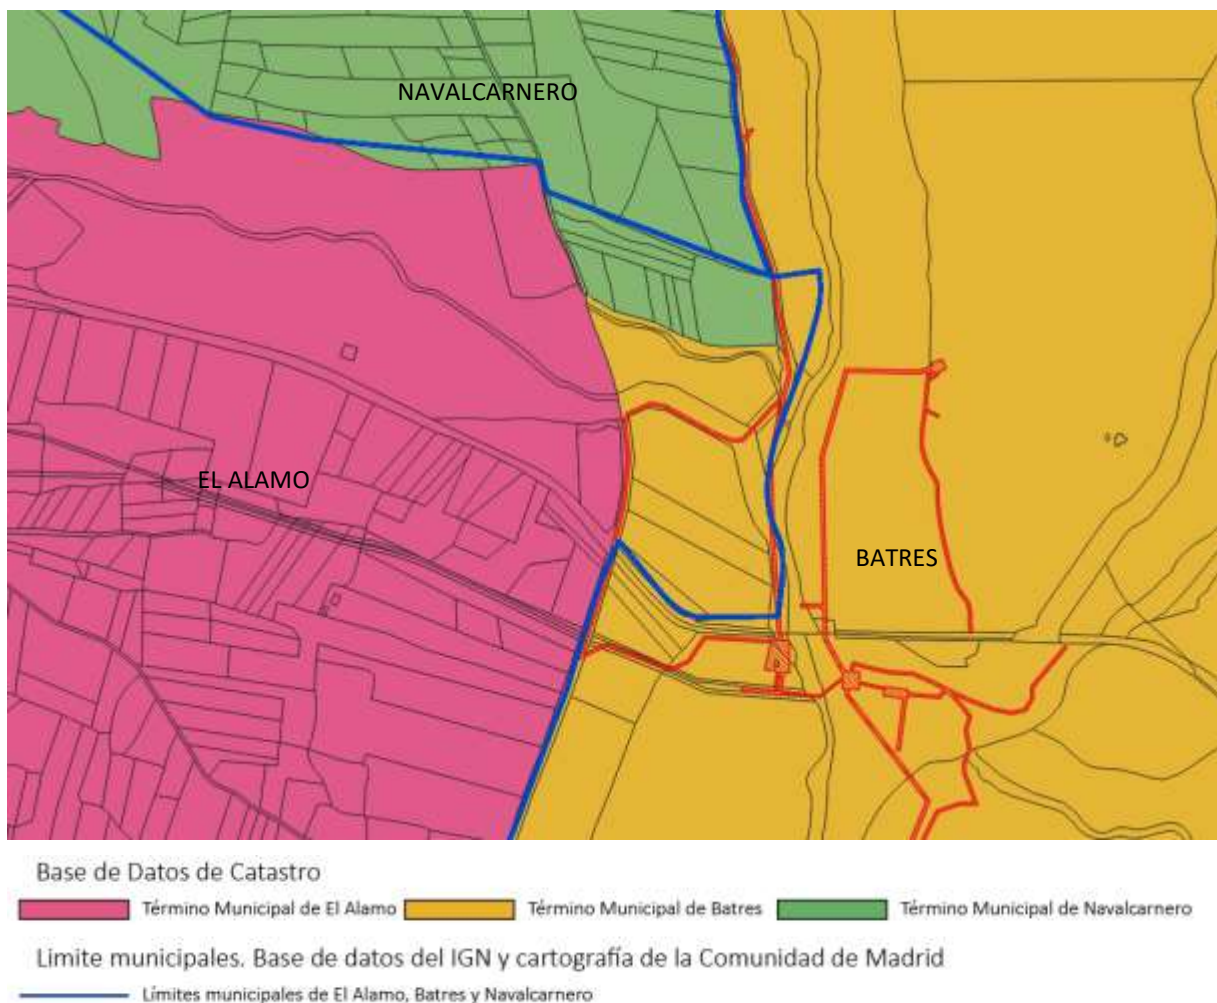 NAVALCARNERO
EL ALAMO
BATRES
Base de Datos de Catastro
Término Municipal de El Alamo
Término Municipal de Batres
Término Municipal de Navalcarnero
Limite municipales. Base de datos del IGN y cartografía de la Comunidad de Madrid
Límites municipales de El Alamo, Batres y Navalcarnero